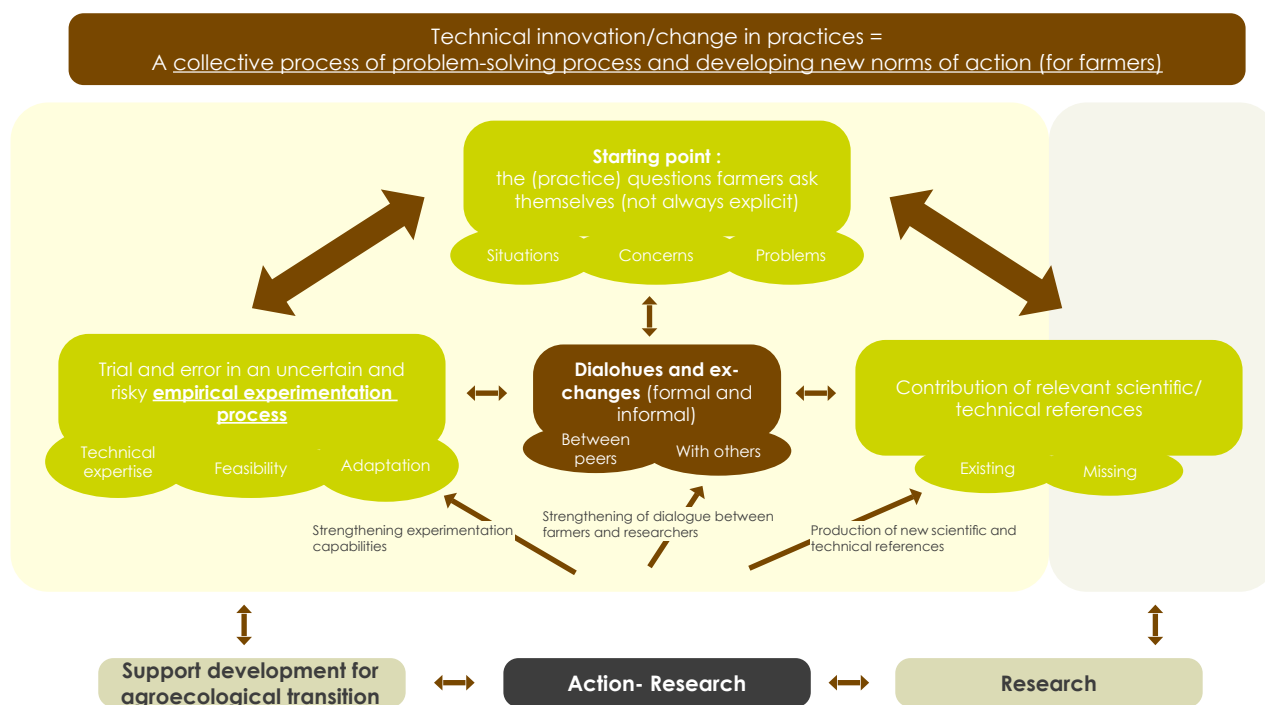 Technical innovation/change in practices =
A collective process of problem-solving process and developing new norms of action (for farmers)
Starting point :
the (practice) questions farmers ask
themselves (not always explicit)
Situations
Concerns
Problems
Trial and error in an uncertain and
risky empirical experimentation
process
Technical
expertise
Feasibility
Adaptation
Dialohues and ex-
changes (formal and
informal)
Between
peers
With others
Contribution of relevant scientific/
technical references
Existing
Missing
Strengthening experimentation
capabilities
Strengthening of dialogue between
farmers and researchers
Production of new scientific and
technical references
Support development for
agroecological transition
Action- Research
Research